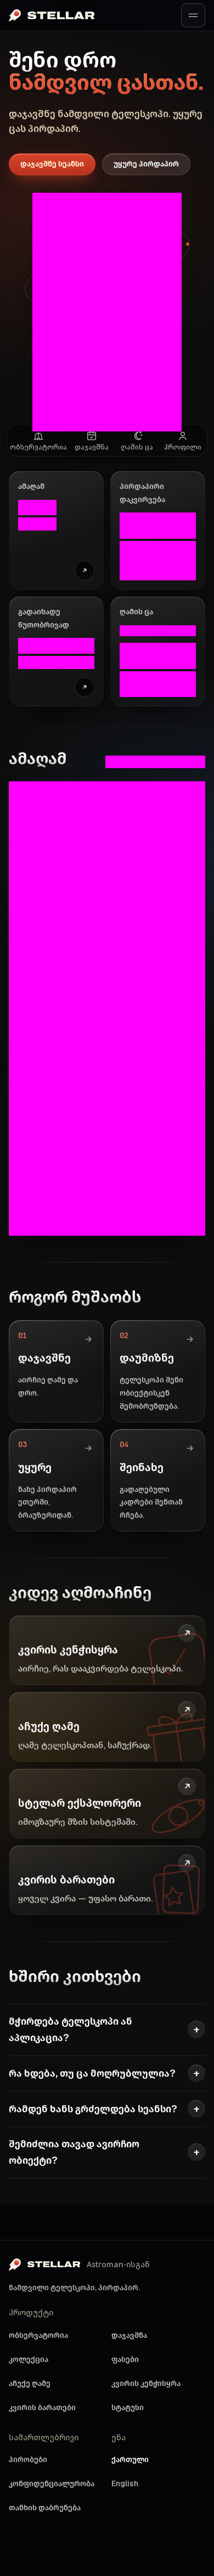 STELLAR
შენი დრო
ნამდვილ ცასთან.
დაჯავშნე ნამდვილი ტელესკოპი. უყურე
ცას პირდაპირ.
დაჯავშნე სეანსი
უყურე პირდაპირ
ობსერვატორია
დაჯავშნა
ღამის ცა
პროფილი
ამაღამ
პირდაპირი
დაკვირვება
გადაიხადე
წუთობრივად
ღამის ცა
ამაღამ
როგორ მუშაობს
01
დაჯავშნე
აირჩიე ღამე და
დრო.
02
დაუმიზნე
ტელესკოპი შენი
ობიექტისკენ
შემობრუნდება.
03
უყურე
ნახე პირდაპირ
ეთერში,
ბრაუზერიდან.
04
შეინახე
გადაღებული
კადრები შენთან
რჩება.
კიდევ აღმოაჩინე
კვირის კენჭისყრა
აირჩიე, რას დააკვირდება ტელესკოპი.
აჩუქე ღამე
ღამე ტელესკოპთან, საჩუქრად.
სტელარ ექსპლორერი
იმოგზაურე მზის სისტემაში.
კვირის ბარათები
ყოველ კვირა — უფასო ბარათი.
ხშირი კითხვები
მჭირდება ტელესკოპი ან
აპლიკაცია?
რა ხდება, თუ ცა მოღრუბლულია?
რამდენ ხანს გრძელდება სეანსი?
შემიძლია თავად ავირჩიო
ობიექტი?
STELLAR Astroman-ისგან
ნამდვილი ტელესკოპი, პირდაპირ.
პროდუქტი
ობსერვატორია
დაჯავშნა
კოლექცია
ფასები
აჩუქე ღამე
კვირის კენჭისყრა
კვირის ბარათები
სტატუსი
სამართლებრივი
ენა
პირობები
ქართული
კონფიდენციალურობა
English
თანხის დაბრუნება